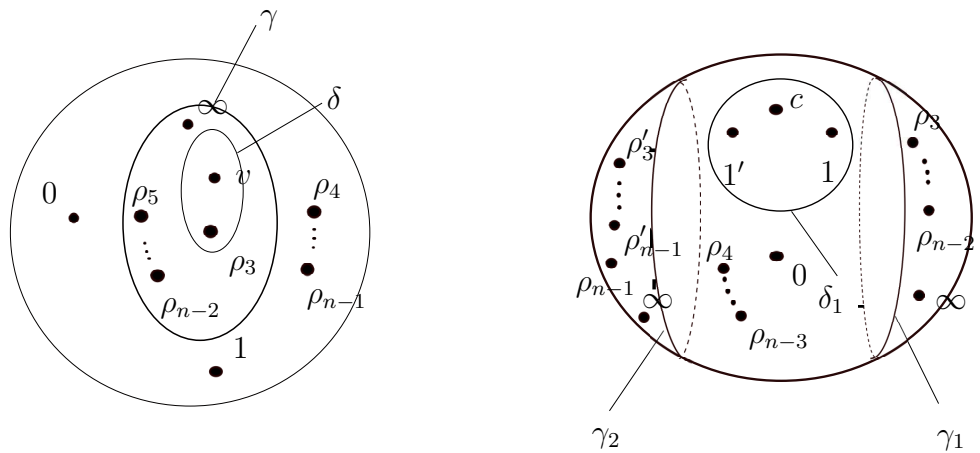 γ
∞
δ
0
ρ₅
v
ρ₄
ρ₃
ρₙ₋₂
ρₙ₋₁
1
c
ρ₃
ρ′₃
1′
1
ρ′ₙ₋₁
ρₙ₋₂
ρ₄
ρₙ₋₁
0
∞
δ₁
∞
ρₙ₋₃
γ₂
γ₁